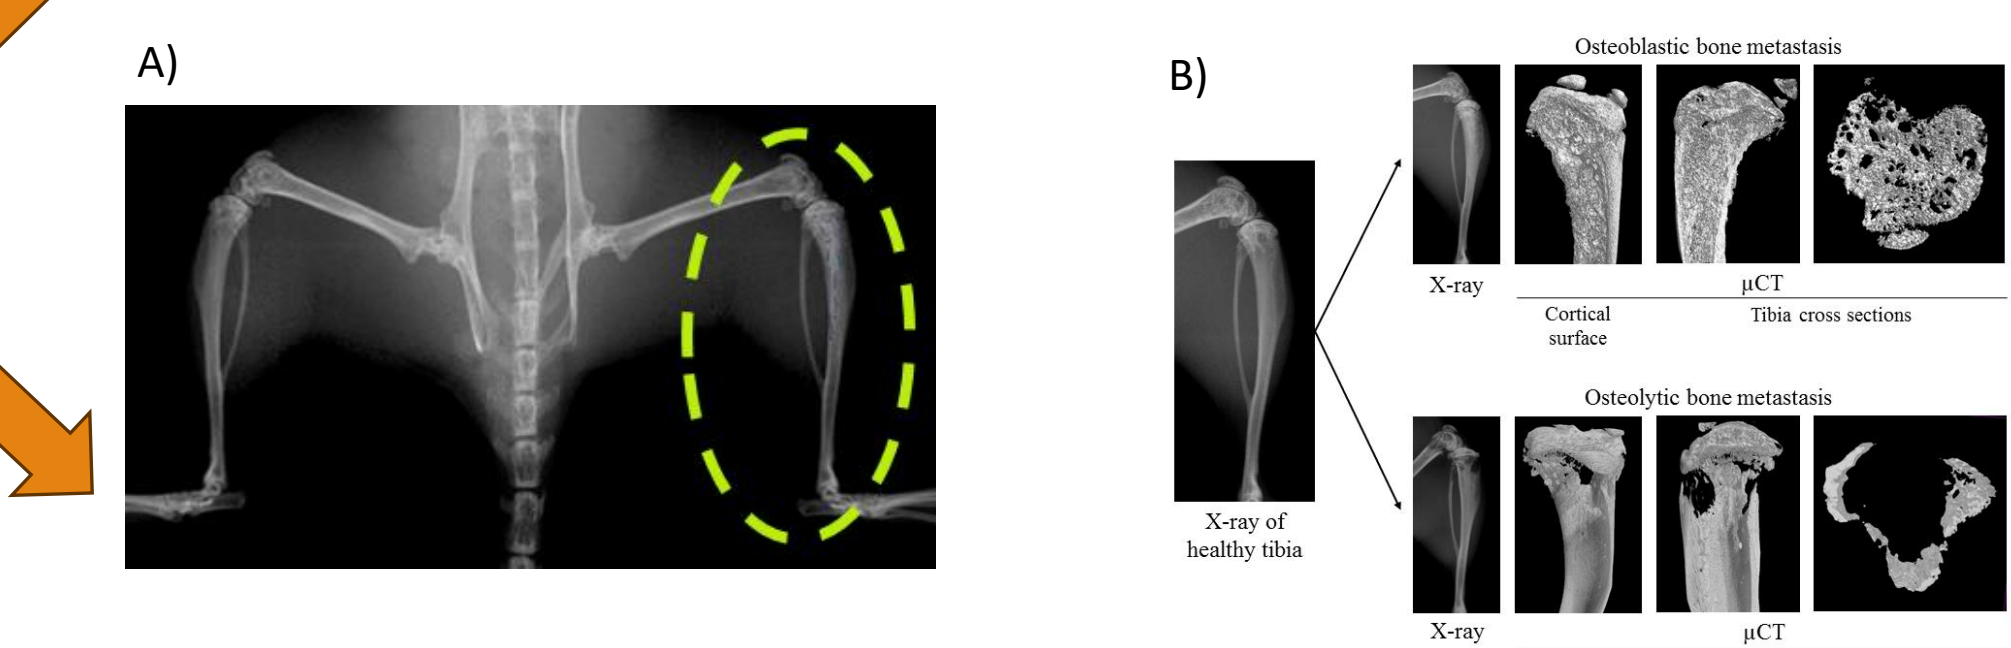 A)
B)
Osteoblastic bone metastasis
X-ray
µCT
Cortical
surface
Tibia cross sections
X-ray of
healthy tibia
Osteolytic bone metastasis
X-ray
µCT